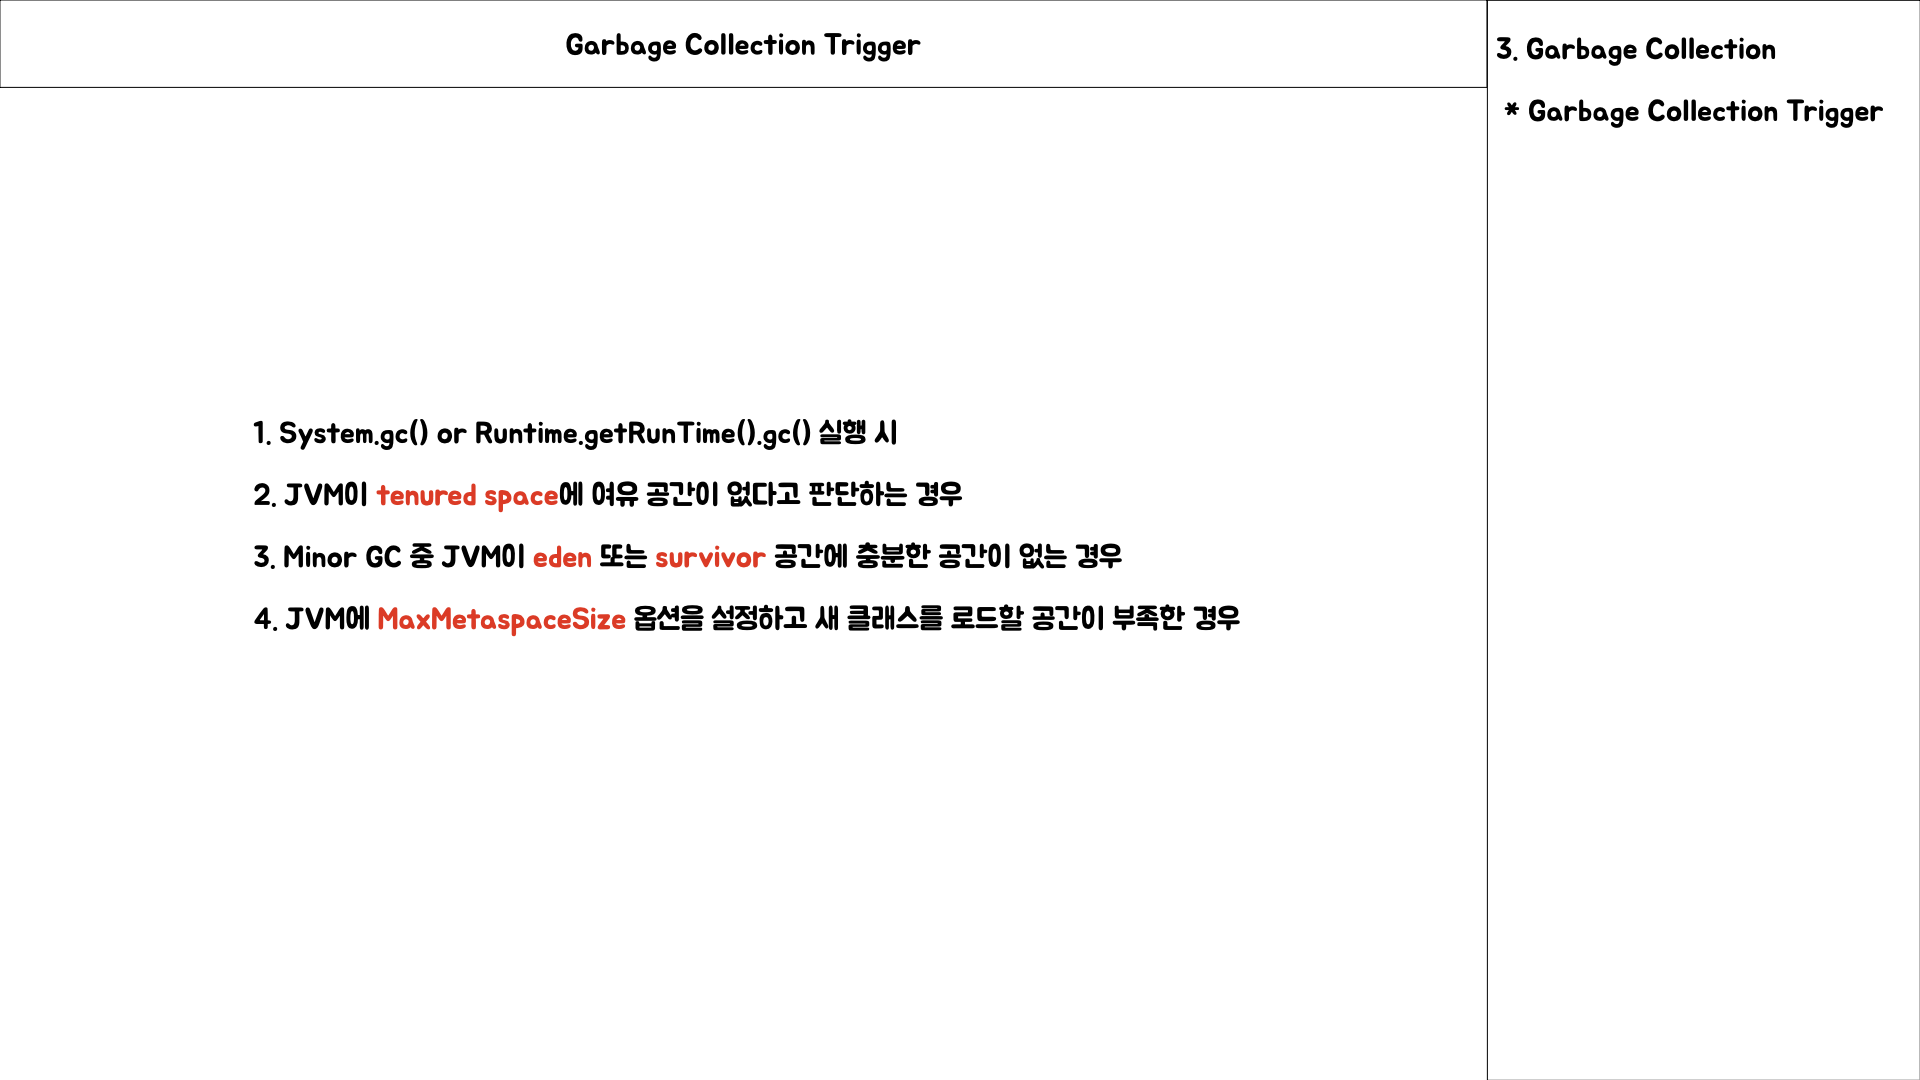 Garbage Collection Trigger
1. System.gc() or Runtime.getRunTime().gc() 실행 시
2. JVM이 tenured space에 여유 공간이 없다고 판단하는 경우
3. Minor GC 중 JVM이 eden 또는 survivor 공간에 충분한 공간이 없는 경우
4. JVM에 MaxMetaspaceSize 옵션을 설정하고 새 클래스를 로드할 공간이 부족한 경우
3. Garbage Collection
* Garbage Collection Trigger